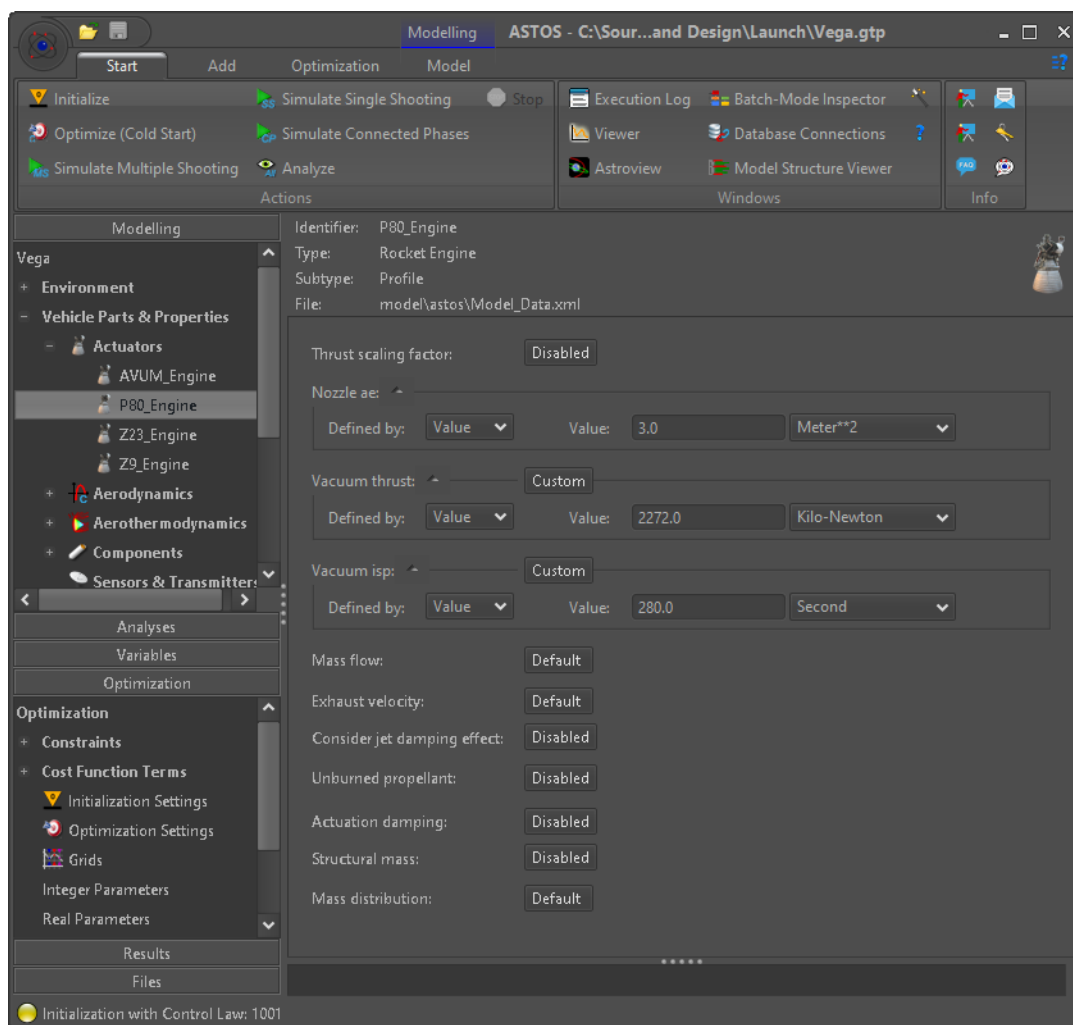 Modelling ASTOS - C:\Sour...and Design\Launch\Vega.gtp
Start Add Optimization Model
Initialize Simulate Single Shooting Stop Execution Log Batch-Mode Inspector
Optimize (Cold Start) Simulate Connected Phases Viewer Database Connections
Simulate Multiple Shooting Analyze Astroview Model Structure Viewer
Actions Windows Info
Modelling
Vega
Environment
Vehicle Parts & Properties
Actuators
AVUM_Engine
P80_Engine
Z23_Engine
Z9_Engine
Aerodynamics
Aerothermodynamics
Components
Sensors & Transmitters
Analyses
Variables
Optimization
Optimization
Constraints
Cost Function Terms
Initialization Settings
Optimization Settings
Grids
Integer Parameters
Real Parameters
Results
Files
Identifier: P80_Engine
Type: Rocket Engine
Subtype: Profile
File: model\astos\Model_Data.xml
Thrust scaling factor: Disabled
Nozzle ae:
Defined by: Value Value: 3.0 Meter**2
Vacuum thrust: Custom
Defined by: Value Value: 2272.0 Kilo-Newton
Vacuum isp: Custom
Defined by: Value Value: 280.0 Second
Mass flow: Default
Exhaust velocity: Default
Consider jet damping effect: Disabled
Unburned propellant: Disabled
Actuation damping: Disabled
Structural mass: Disabled
Mass distribution: Default
Initialization with Control Law: 1001